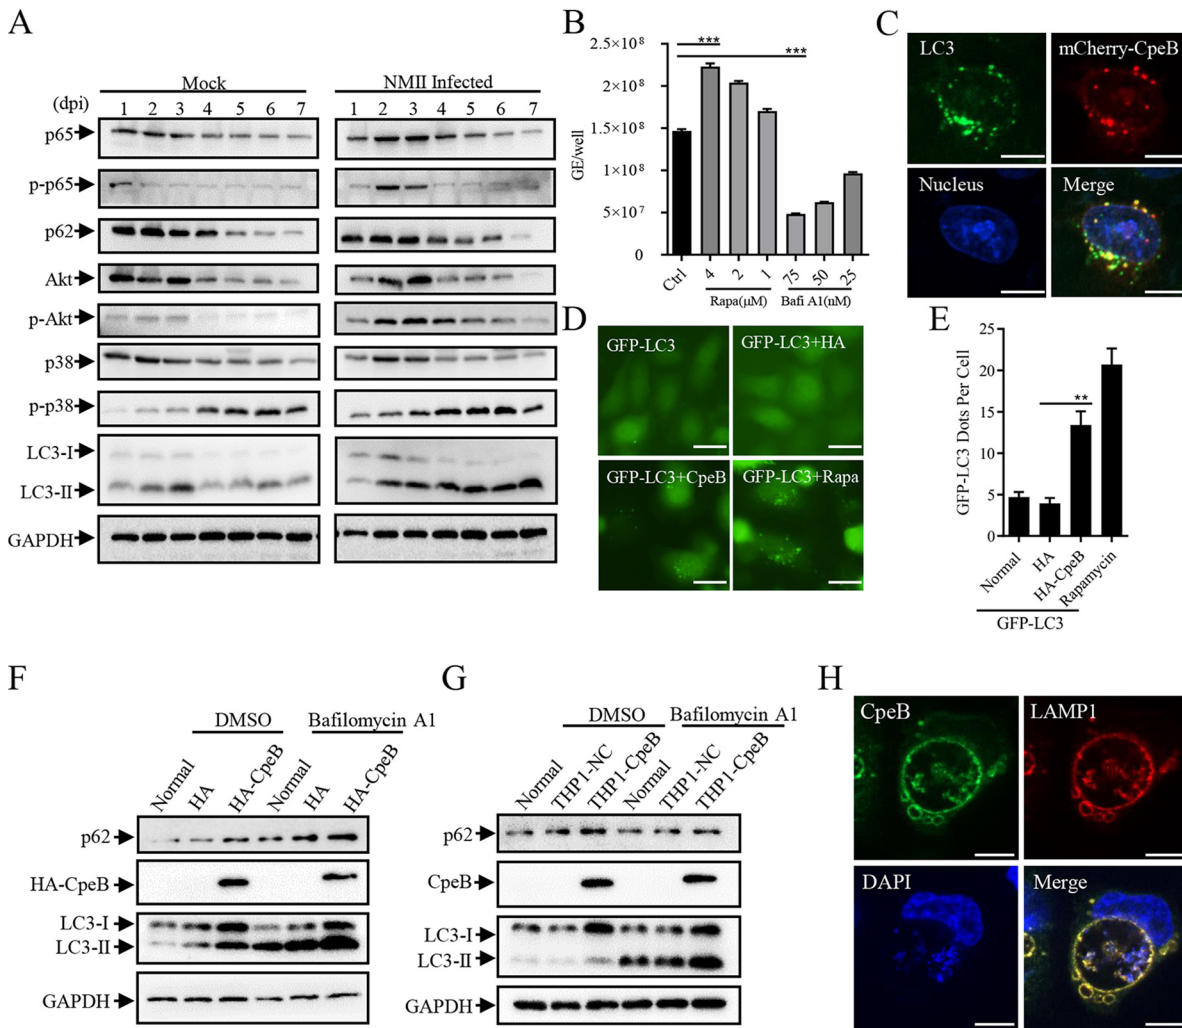 A
Mock
NMII Infected
(dpi)
1 2 3 4 5 6 7
1 2 3 4 5 6 7
p65
p-p65
p62
Akt
p-Akt
p38
p-p38
LC3-I
LC3-II
GAPDH
B
***
***
2.5×10⁸
2×10⁸
1.5×10⁸
1×10⁸
5×10⁷
0
GE/well
Ctrl
4
2
1
75
50
25
Rapa(μM)
Bafi A1(nM)
C
LC3
mCherry-CpeB
Nucleus
Merge
D
GFP-LC3
GFP-LC3+HA
GFP-LC3+CpeB
GFP-LC3+Rapa
E
25
20
15
10
5
0
GFP-LC3 Dots Per Cell
**
Normal
HA
HA-CpeB
Rapamycin
GFP-LC3
F
DMSO
Bafilomycin A1
Normal
HA
HA-CpeB
Normal
HA
HA-CpeB
p62
HA-CpeB
LC3-I
LC3-II
GAPDH
G
DMSO
Bafilomycin A1
Normal
THP1-NC
THP1-CpeB
Normal
THP1-NC
THP1-CpeB
p62
CpeB
LC3-I
LC3-II
GAPDH
H
CpeB
LAMP1
DAPI
Merge